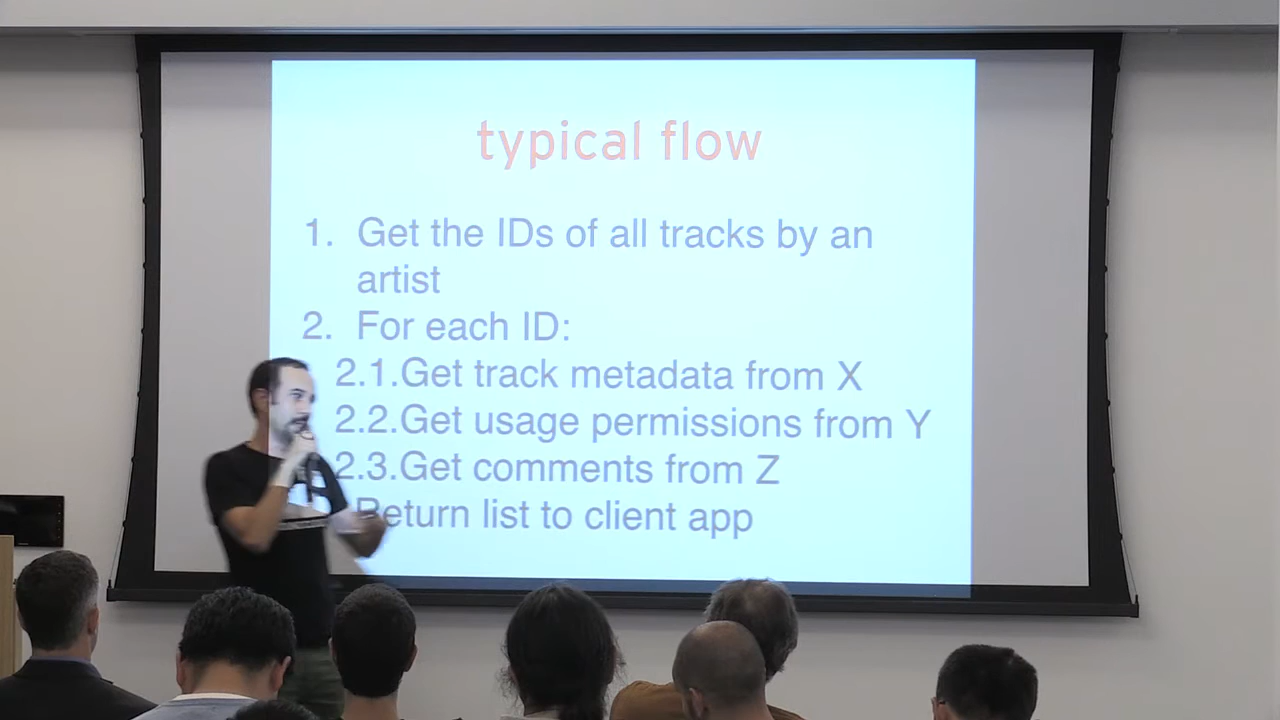 typical flow
1. Get the IDs of all tracks by an
artist
2. For each ID:
2.1.Get track metadata from X
2.2.Get usage permissions from Y
2.3.Get comments from Z
Return list to client app